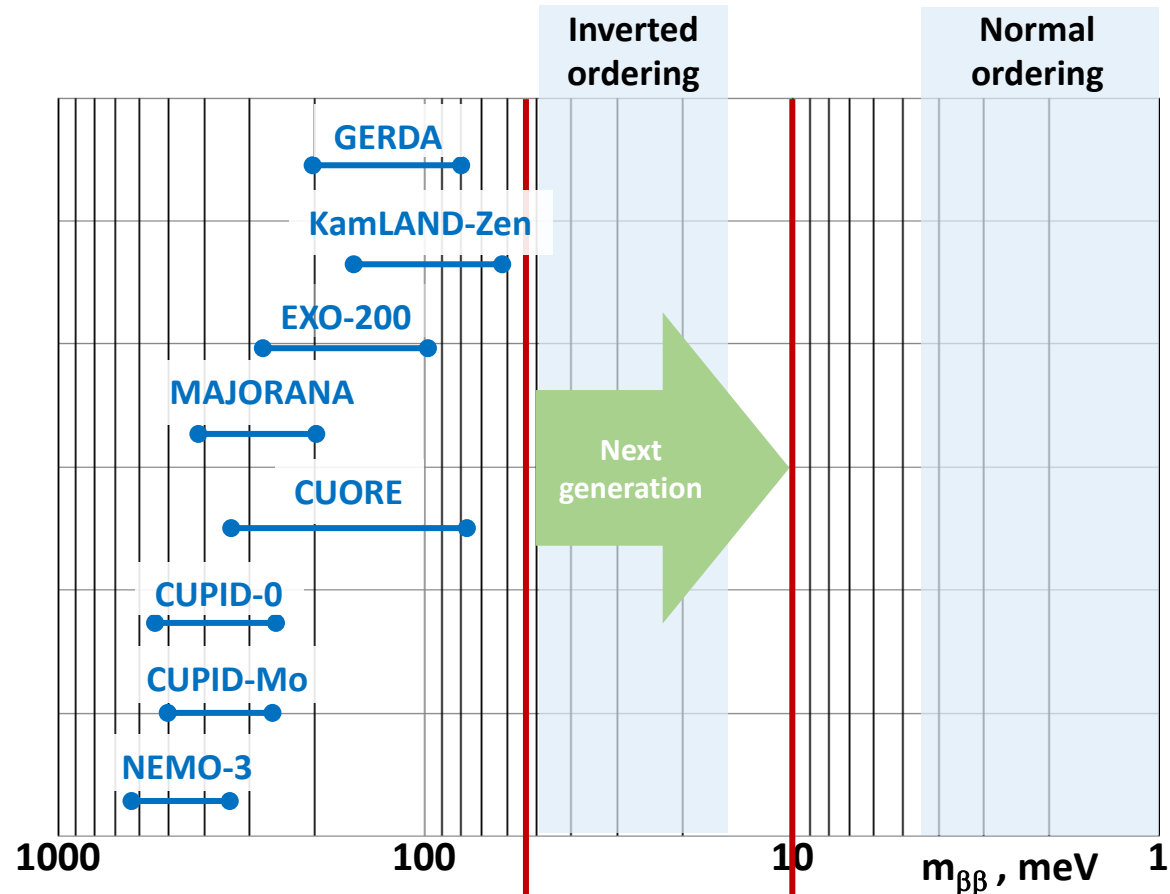 Inverted
ordering
Normal
ordering
GERDA
KamLAND-Zen
EXO-200
MAJORANA
Next
generation
CUORE
CUPID-0
CUPID-Mo
NEMO-3
1000
100
10
mββ , meV
1